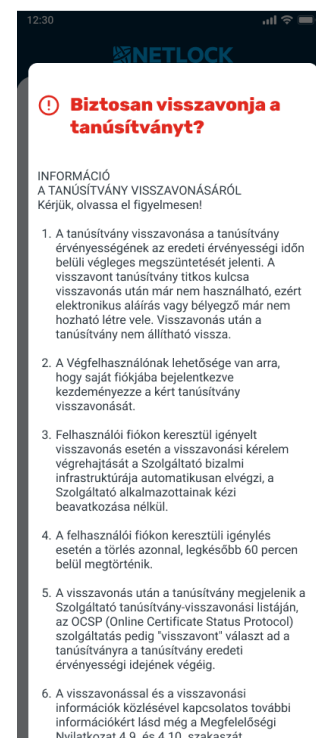 12:30
NETLOCK
Biztosan visszavonja a
tanúsítványt?
INFORMÁCIÓ
A TANÚSÍTVÁNY VISSZAVONÁSÁRÓL
Kérjük, olvassa el figyelmesen!
1. A tanúsítvány visszavonása a tanúsítvány
érvényességének az eredeti érvényességi időn
belüli végleges megszüntetését jelenti. A
visszavont tanúsítvány titkos kulcsa
visszavonás után már nem használható, ezért
elektronikus aláírás vagy bélyegző már nem
hozható létre vele. Visszavonás után a
tanúsítvány nem állítható vissza.
2. A Végfelhasználónak lehetősége van arra,
hogy saját fiókjába bejelentkezve
kezdeményezze a kért tanúsítvány
visszavonását.
3. Felhasználói fiókon keresztül igényelt
visszavonás esetén a visszavonási kérelem
végrehajtását a Szolgáltató bizalmi
infrastruktúrája automatikusan elvégzi, a
Szolgáltató alkalmazottainak kézi
beavatkozása nélkül.
4. A felhasználói fiókon keresztüli igénylés
esetén a törlés azonnal, legkésőbb 60 percen
belül megtörténik.
5. A visszavonás után a tanúsítvány megjelenik a
Szolgáltató tanúsítvány-visszavonási listáján,
az OCSP (Online Certificate Status Protocol)
szolgáltatás pedig "visszavont" választ ad a
tanúsítványra a tanúsítvány eredeti
érvényességi idejének végéig.
6. A visszavonással és a visszavonási
információk közlésével kapcsolatos további
információkért lásd még a Megfelelőségi
Nyilatkozat 4.9. és 4.10. szakaszát